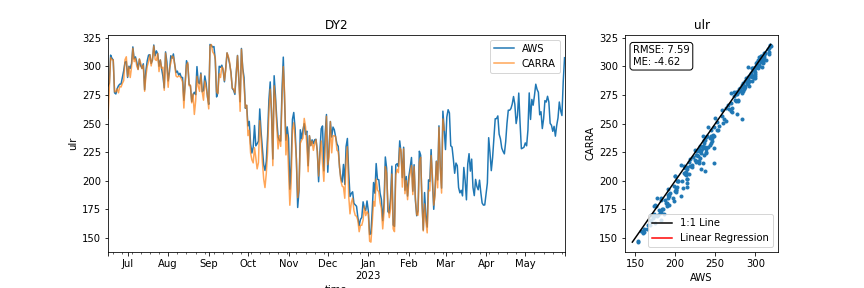 DY2
ulr
325
300
275
250
225
200
175
150
ulr
AWS
CARRA
Jul
Aug
Sep
Oct
Nov
Dec
Jan
2023
Feb
Mar
Apr
May
time
325
300
275
250
225
200
175
150
CARRA
RMSE: 7.59
ME: -4.62
1:1 Line
Linear Regression
150
200
250
300
AWS